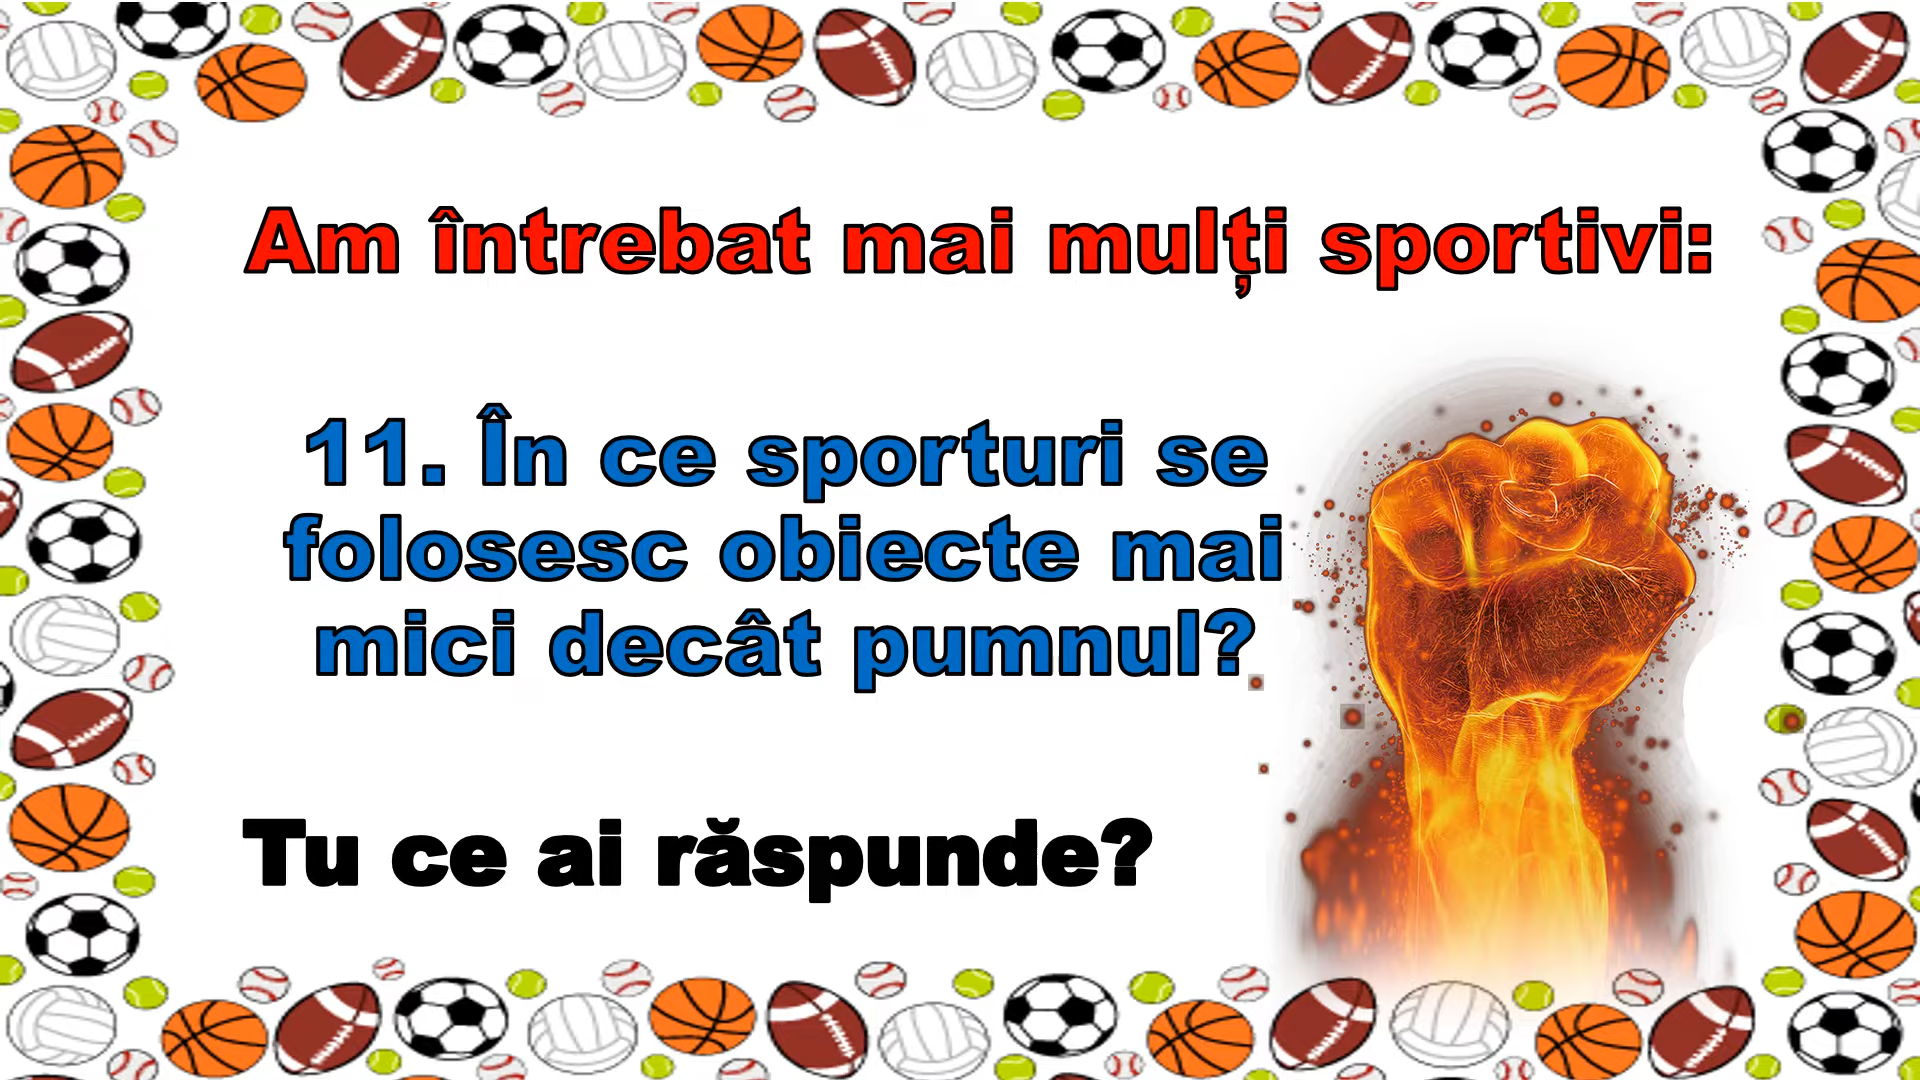 Am întrebat mai mulți sportivi:
11. În ce sporturi se
folosesc obiecte mai
mici decât pumnul?
Tu ce ai răspunde?